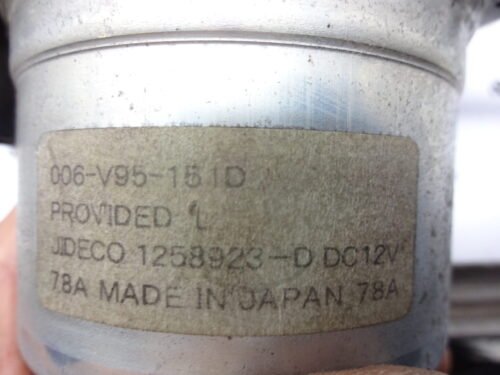 006-V95-151D
PROVIDED L
JIDECO 1258923-D DC12V
78A MADE IN JAPAN 78A